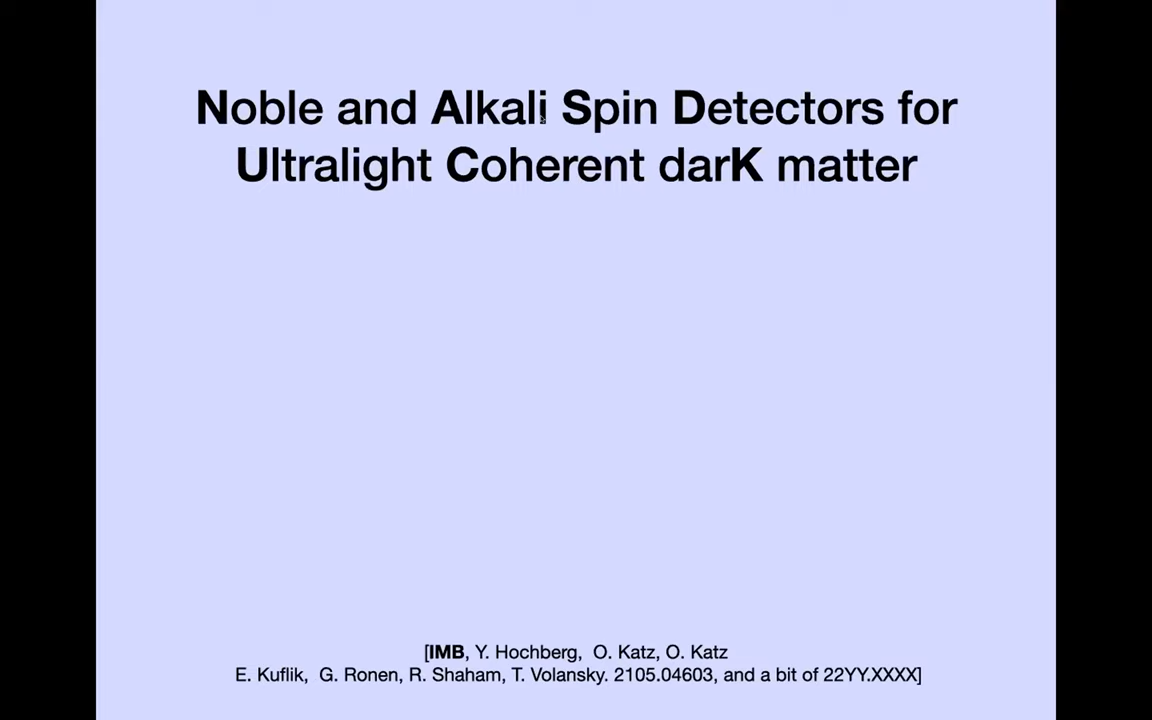 Noble and Alkali Spin Detectors for
Ultralight Coherent darK matter
[IMB, Y. Hochberg, O. Katz, O. Katz
E. Kuflik, G. Ronen, R. Shaham, T. Volansky. 2105.04603, and a bit of 22YY.XXXX]